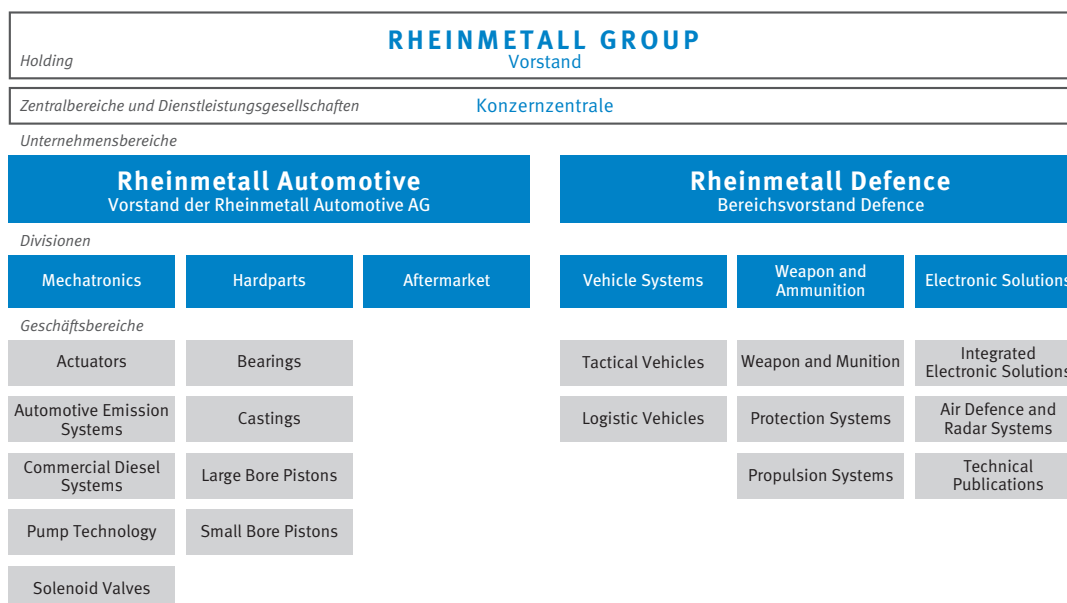 RHEINMETALL GROUP
Holding
Vorstand
Zentralbereiche und Dienstleistungsgesellschaften
Konzernzentrale
Unternehmensbereiche
Rheinmetall Automotive
Vorstand der Rheinmetall Automotive AG
Rheinmetall Defence
Bereichsvorstand Defence
Divisionen
Mechatronics
Hardparts
Aftermarket
Vehicle Systems
Weapon and
Ammunition
Electronic Solutions
Geschäftsbereiche
Actuators
Bearings
Tactical Vehicles
Weapon and Munition
Integrated
Electronic Solutions
Automotive Emission
Systems
Castings
Logistic Vehicles
Protection Systems
Air Defence and
Radar Systems
Commercial Diesel
Systems
Large Bore Pistons
Propulsion Systems
Technical
Publications
Pump Technology
Small Bore Pistons
Solenoid Valves